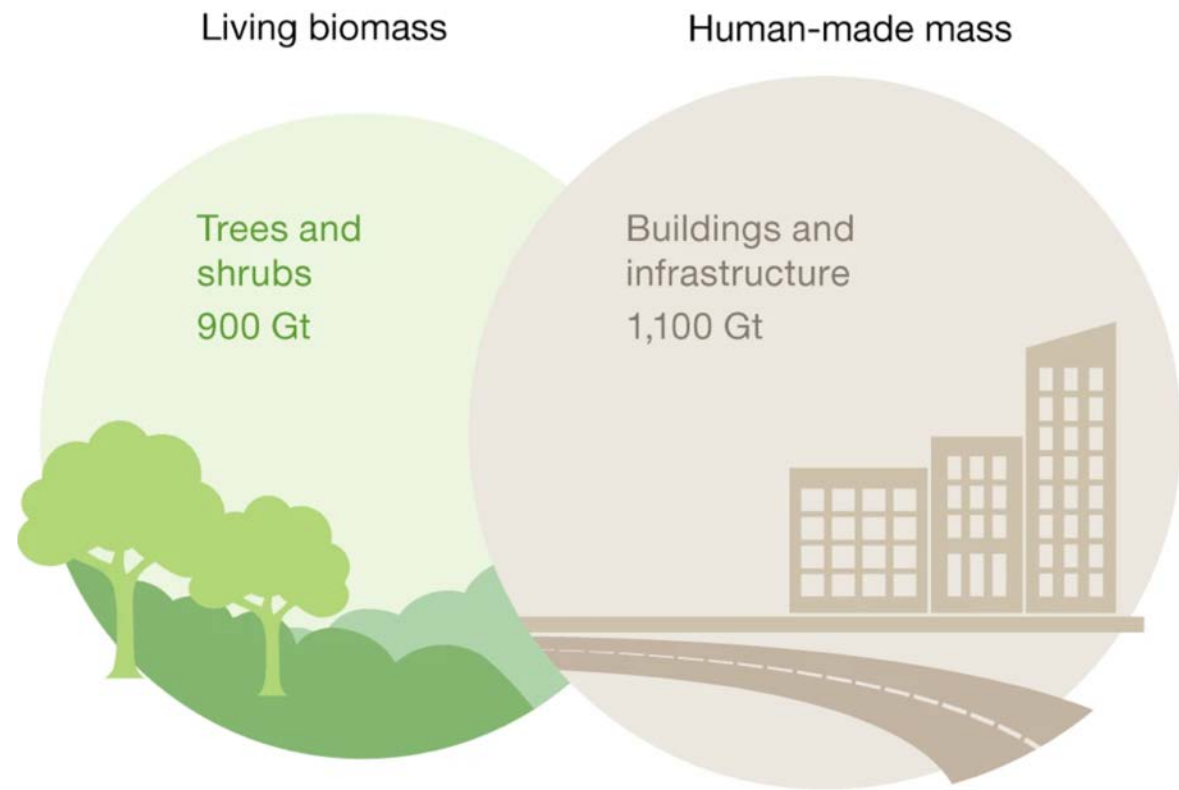 Living biomass
Human-made mass
Trees and
shrubs
900 Gt
Buildings and
infrastructure
1,100 Gt